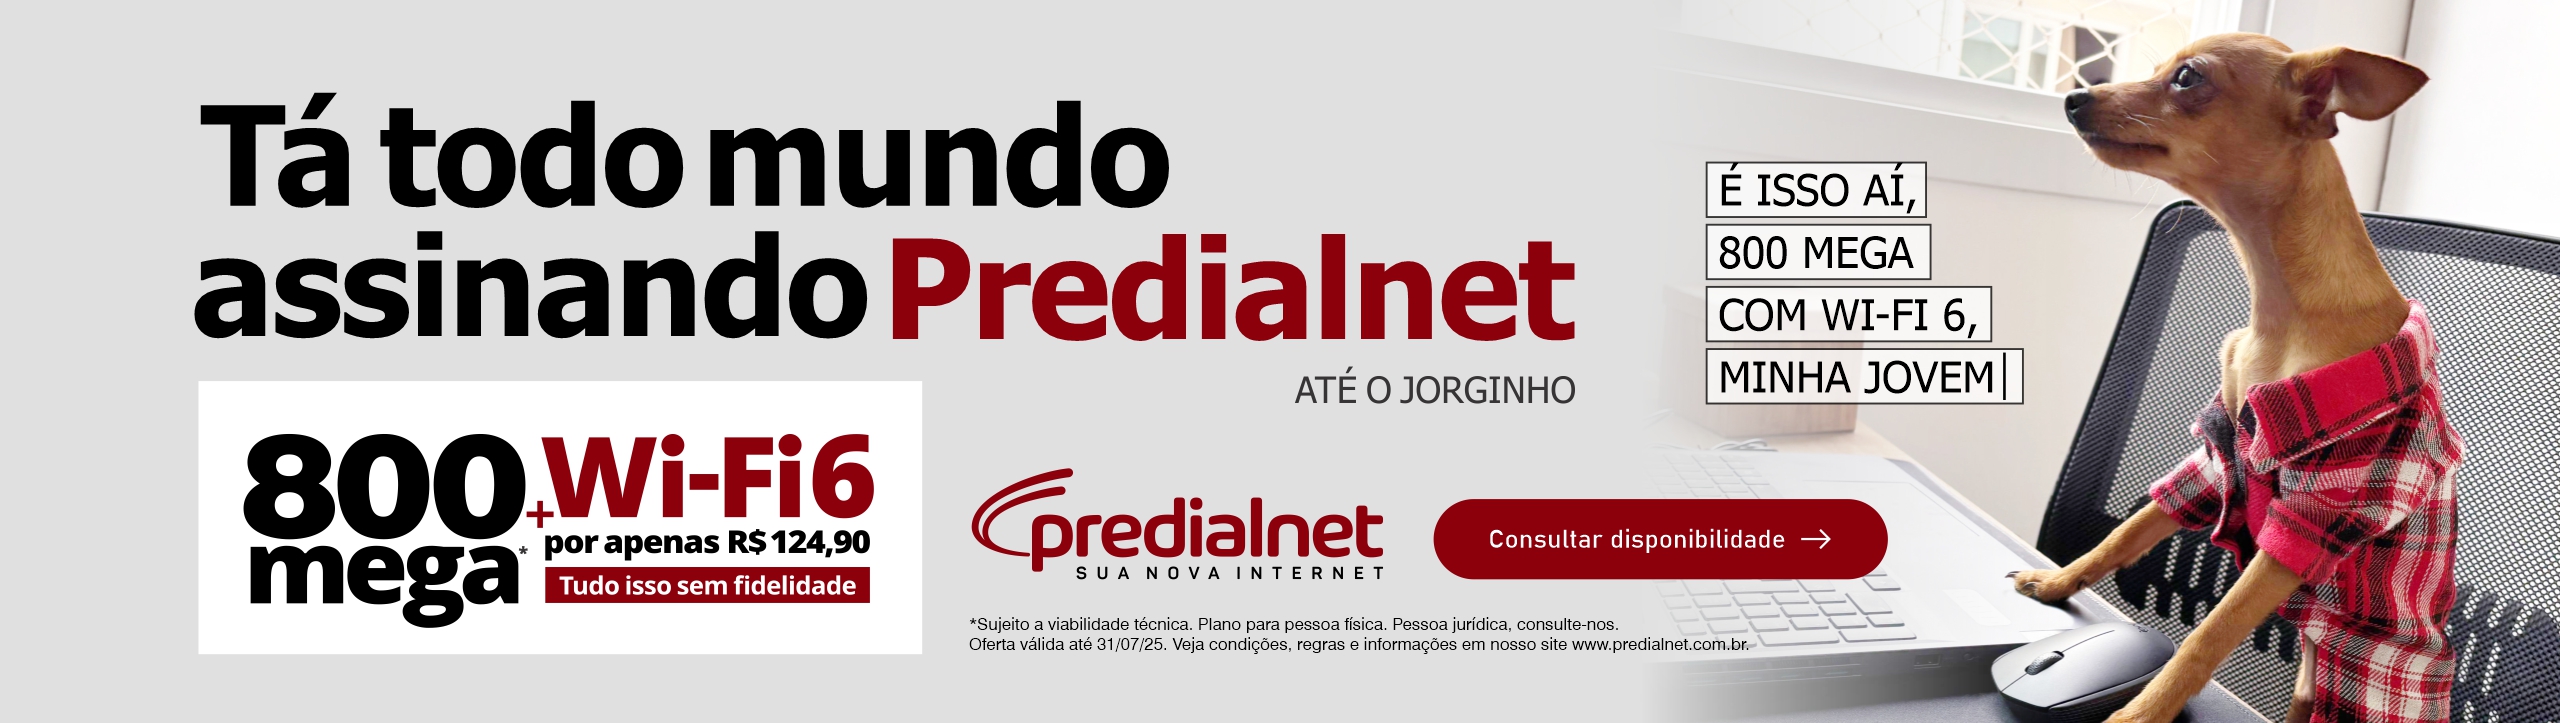 Tá todo mundo
assinando Predialnet
ATÉ O JORGINHO
800
mega*
+Wi-Fi 6
por apenas R$ 124,90
Tudo isso sem fidelidade
predialnet
SUA NOVA INTERNET
Consultar disponibilidade →
*Sujeito a viabilidade técnica. Plano para pessoa física. Pessoa jurídica, consulte-nos.
Oferta válida até 31/07/25. Veja condições, regras e informações em nosso site www.predialnet.com.br.
É ISSO AÍ,
800 MEGA
COM WI-FI 6,
MINHA JOVEM|